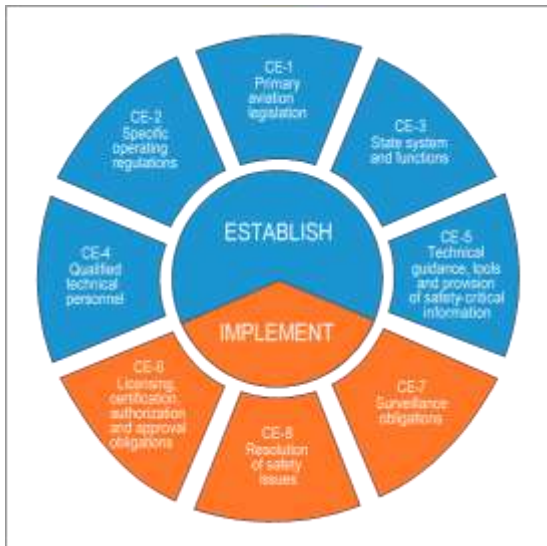 CE-1
Primary
aviation
legislation
CE-2
Specific
operating
regulations
CE-3
State system
and functions
CE-4
Qualified
technical
personnel
CE-5
Technical
guidance, tools
and provision
of safety-critical
information
ESTABLISH
IMPLEMENT
CE-6
Licensing,
certification,
authorization
and approval
obligations
CE-7
Surveillance
obligations
CE-8
Resolution
of safety
issues